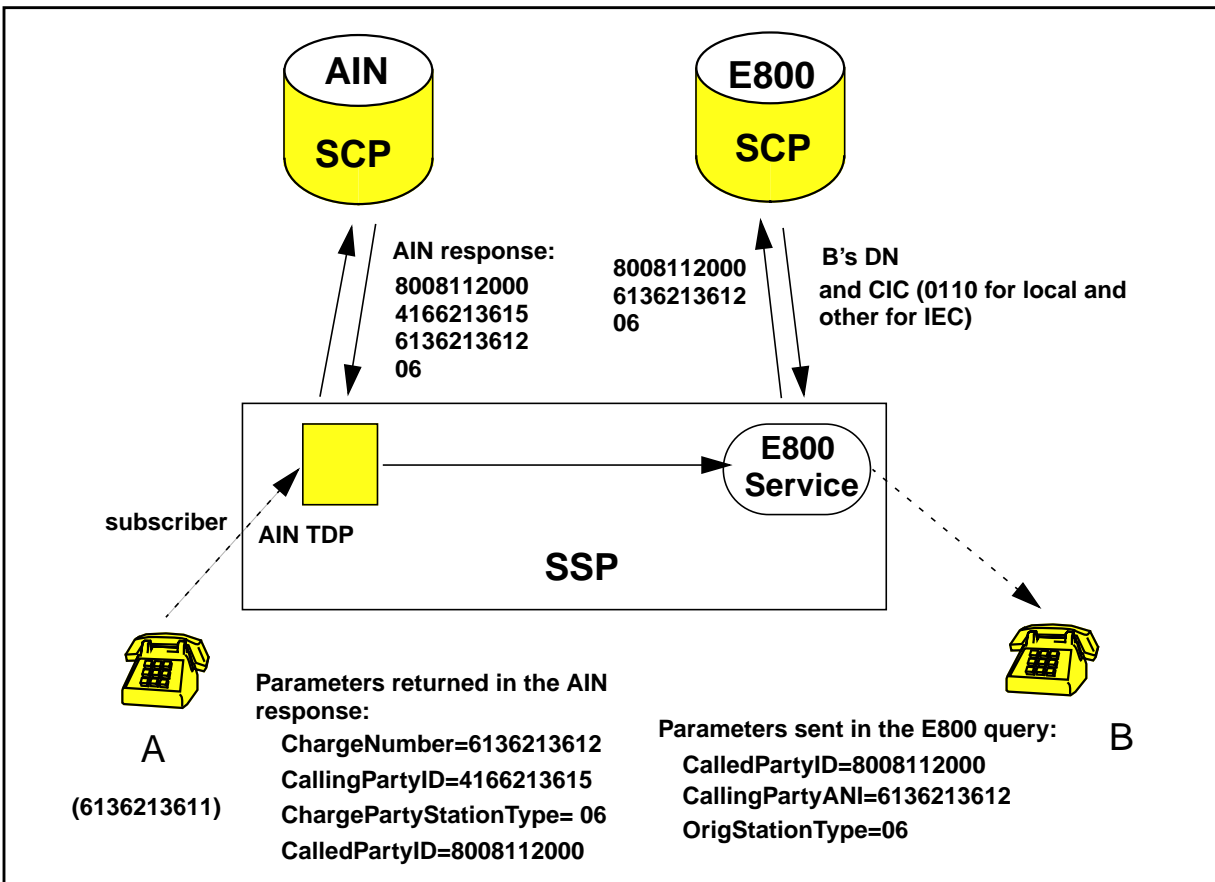 AIN
SCP
E800
SCP
AIN response:
8008112000
4166213615
6136213612
06
8008112000
6136213612
06
B's DN
and CIC (0110 for local and
other for IEC)
subscriber
AIN TDP
E800
Service
SSP
A
(6136213611)
Parameters returned in the AIN
response:
ChargeNumber=6136213612
CallingPartyID=4166213615
ChargePartyStationType= 06
CalledPartyID=8008112000
Parameters sent in the E800 query:
CalledPartyID=8008112000
CallingPartyANI=6136213612
OrigStationType=06
B